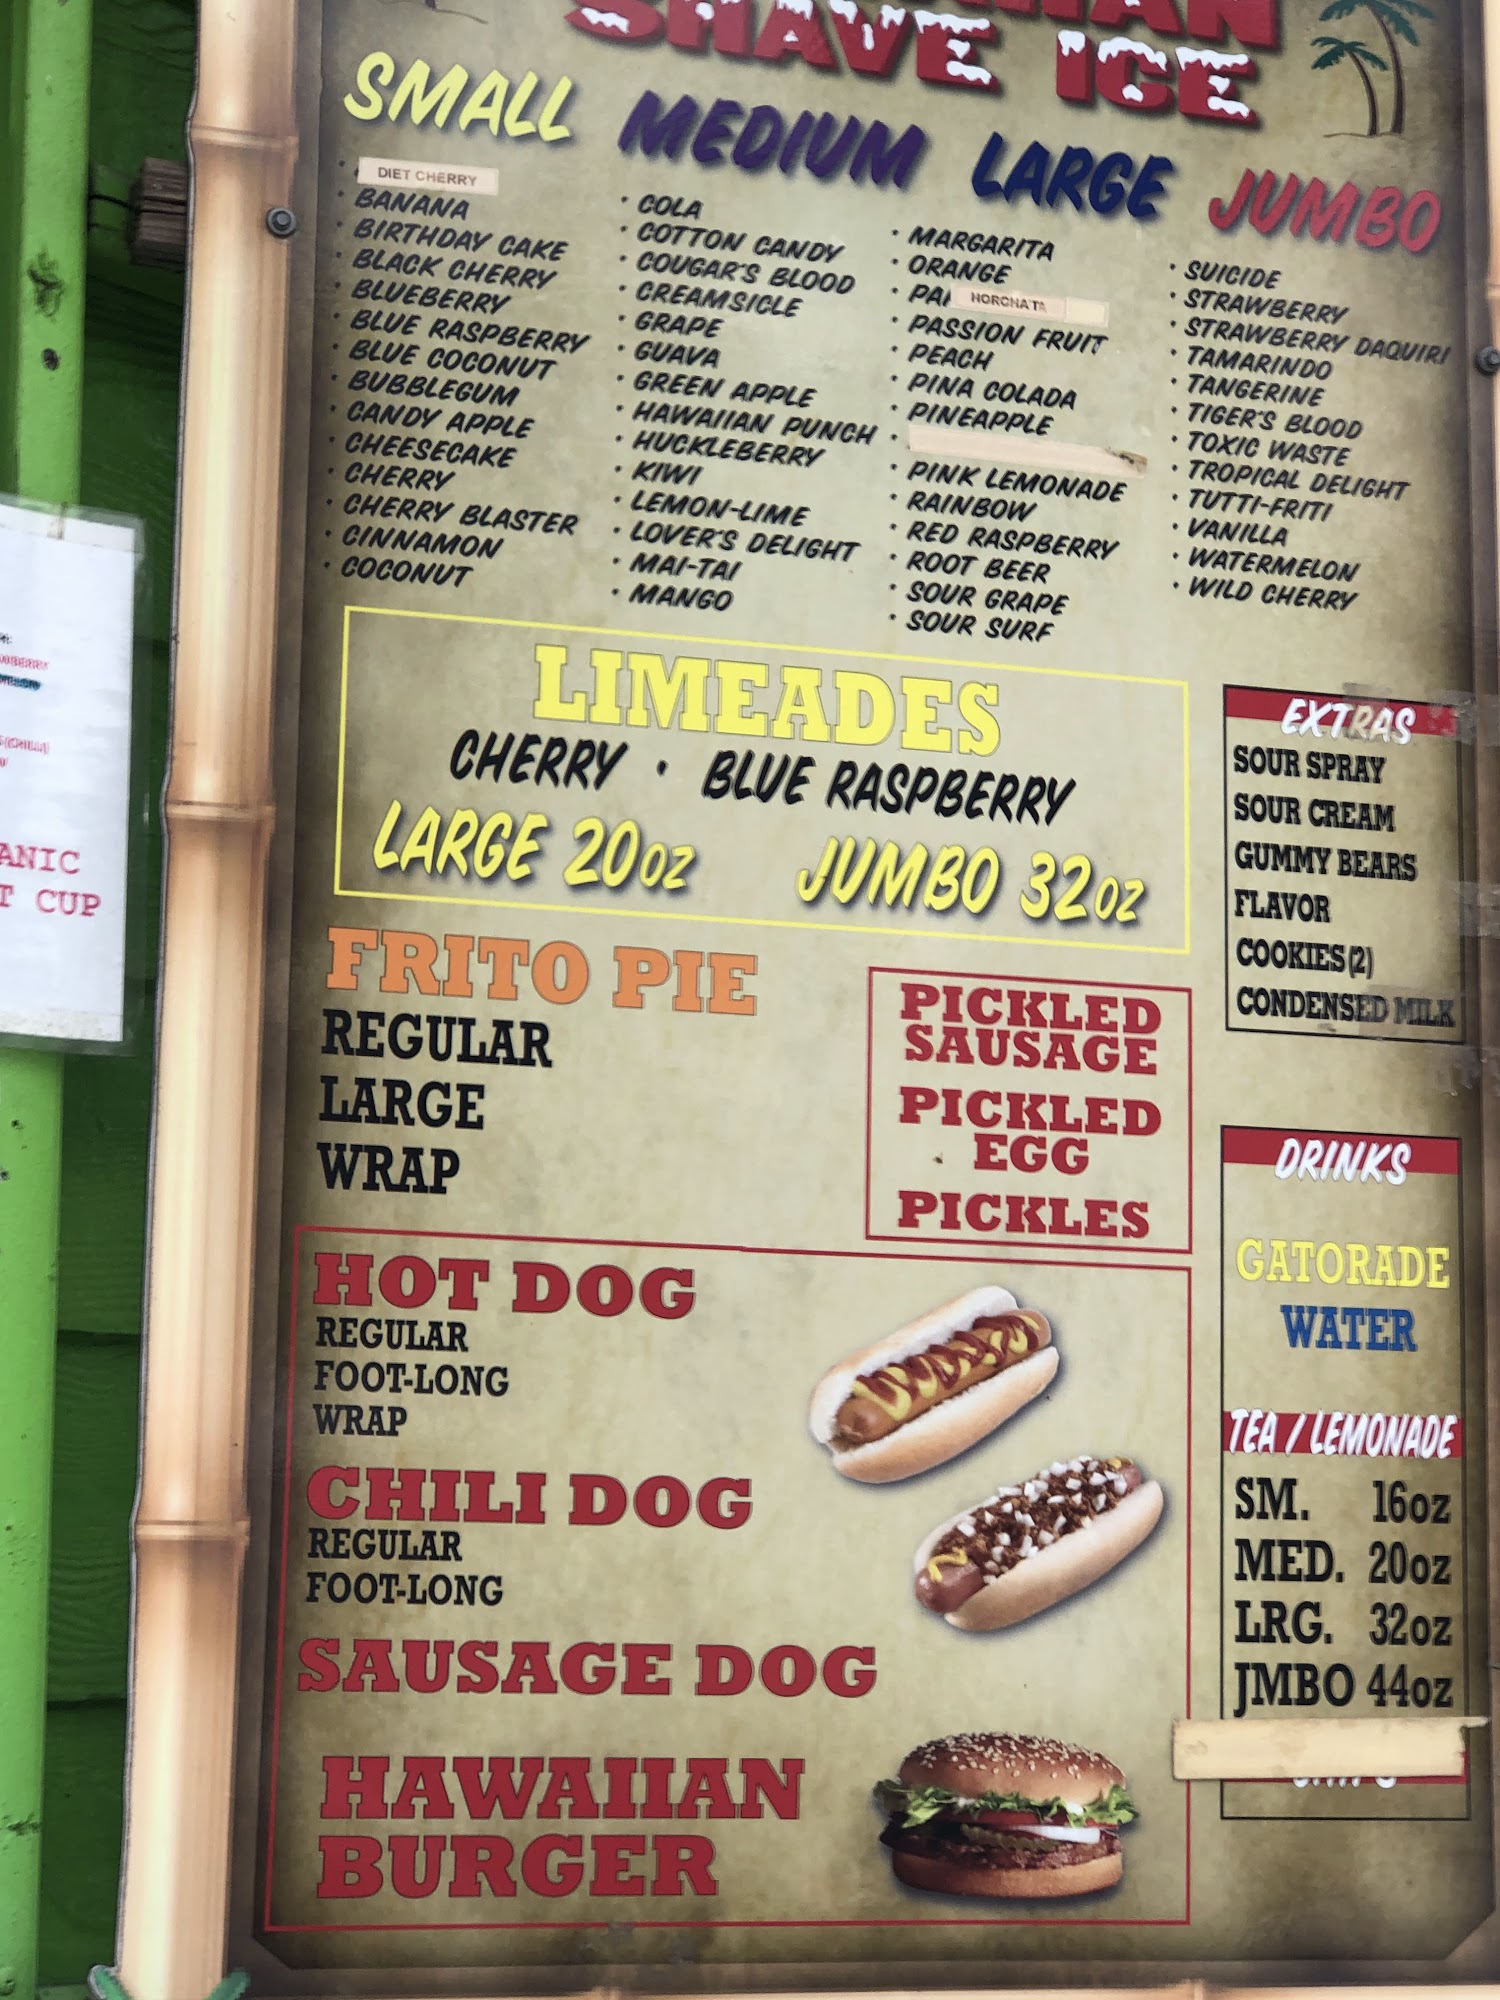 SHAVE ICE
SMALL MEDIUM LARGE JUMBO
DIET CHERRY
· BANANA
· BIRTHDAY CAKE
· BLACK CHERRY
· BLUEBERRY
· BLUE RASPBERRY
· BLUE COCONUT
· BUBBLEGUM
· CANDY APPLE
· CHEESECAKE
· CHERRY
· CHERRY BLASTER
· CINNAMON
· COCONUT
· COLA
· COTTON CANDY
· COUGAR'S BLOOD
· CREAMSICLE
· GRAPE
· GUAVA
· GREEN APPLE
· HAWAIIAN PUNCH
· HUCKLEBERRY
· KIWI
· LEMON-LIME
· LOVER'S DELIGHT
· MAI-TAI
· MANGO
· MARGARITA
· ORANGE
· HORCHATA
· PASSION FRUIT
· PEACH
· PINA COLADA
· PINEAPPLE
· PINK LEMONADE
· RAINBOW
· RED RASPBERRY
· ROOT BEER
· SOUR GRAPE
· SOUR SURF
· SUICIDE
· STRAWBERRY
· STRAWBERRY DAQUIRI
· TAMARINDO
· TANGERINE
· TIGER'S BLOOD
· TOXIC WASTE
· TROPICAL DELIGHT
· TUTTI-FRITI
· VANILLA
· WATERMELON
· WILD CHERRY
LIMEADES
CHERRY · BLUE RASPBERRY
LARGE 20OZ JUMBO 32OZ
EXTRAS
SOUR SPRAY
SOUR CREAM
GUMMY BEARS
FLAVOR
COOKIES(2)
CONDENSED MILK
CUP
FRITO PIE
REGULAR
LARGE
WRAP
PICKLED
SAUSAGE
PICKLED
EGG
PICKLES
HOT DOG
REGULAR
FOOT-LONG
WRAP
CHILI DOG
REGULAR
FOOT-LONG
SAUSAGE DOG
HAWAIIAN
BURGER
DRINKS
GATORADE
WATER
TEA / LEMONADE
SM. 16OZ
MED. 20OZ
LRG. 32OZ
JMBO 44OZ